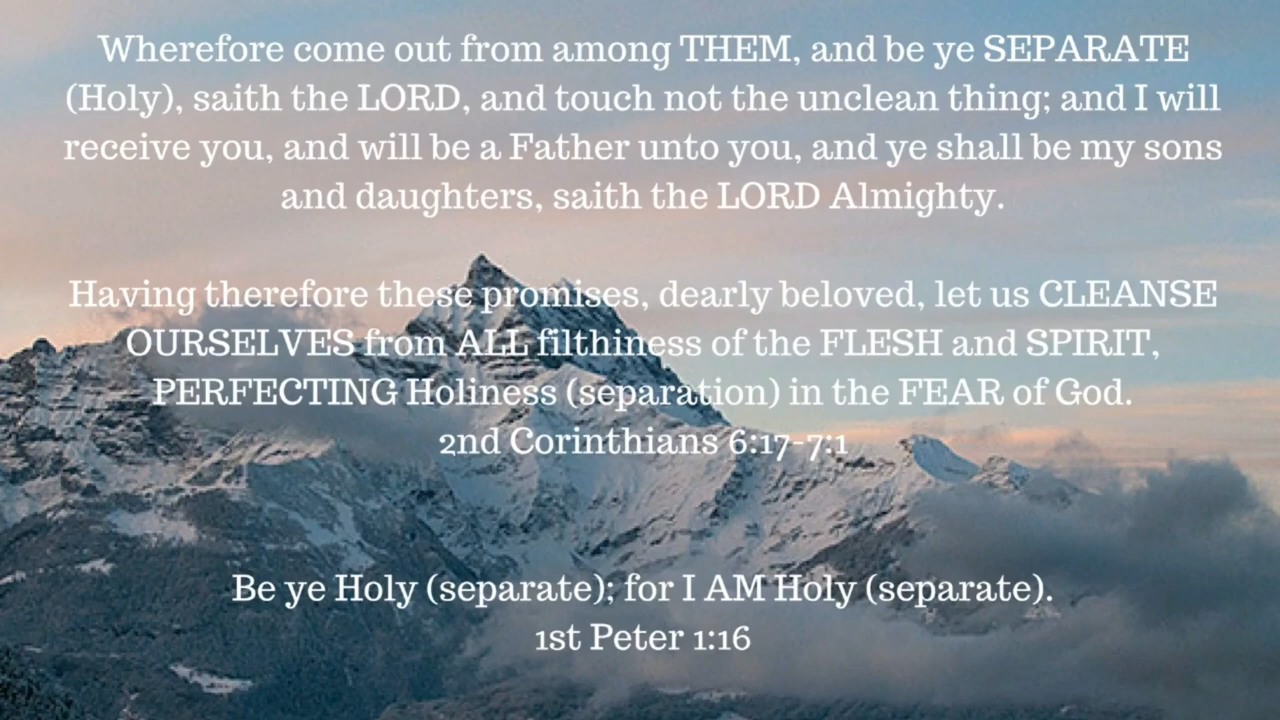 Wherefore come out from among THEM, and be ye SEPARATE
(Holy), saith the LORD, and touch not the unclean thing; and I will
receive you, and will be a Father unto you, and ye shall be my sons
and daughters, saith the LORD Almighty.
Having therefore these promises, dearly beloved, let us CLEANSE
OURSELVES from ALL filthiness of the FLESH and SPIRIT,
PERFECTING Holiness (separation) in the FEAR of God.
2nd Corinthians 6:17-7:1
Be ye Holy (separate); for I AM Holy (separate).
1st Peter 1:16